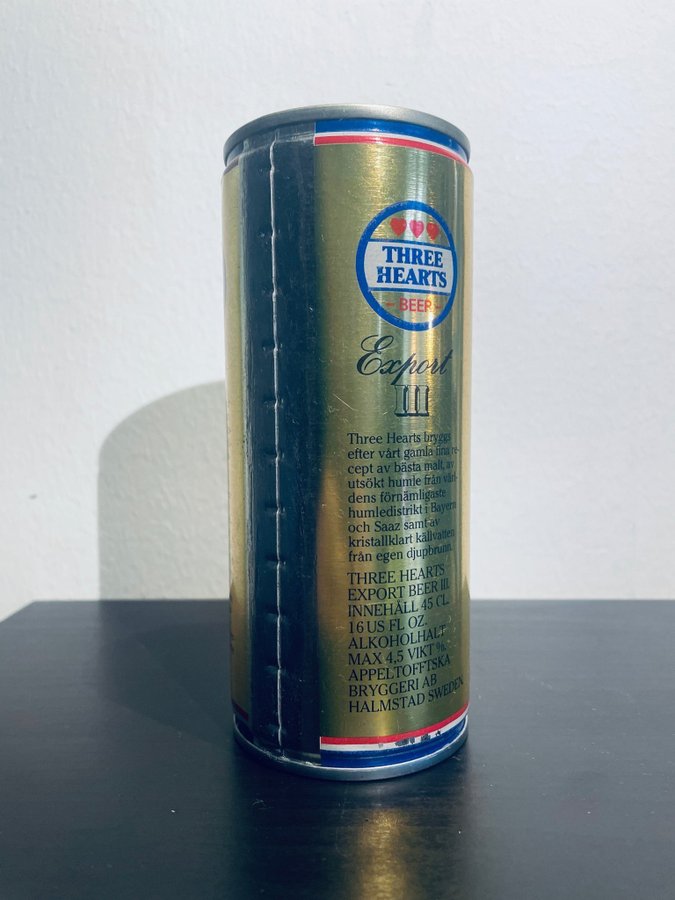 THREE
HEARTS
BEER
Export
III
Three Hearts bryggs
efter vårt gamla fina re-
cept av bästa malt, av
utsökt humle från värl-
dens förnämligaste
humledistrikt i Bayern
och Saaz samt av
kristallklart källvatten
från egen djupbrunn.
THREE HEARTS
EXPORT BEER III.
INNEHÅLL 45 CL.
16 US FL OZ.
ALKOHOLHALT
MAX 4,5 VIKT %.
APPELTOFFTSKA
BRYGGERI AB
HALMSTAD SWEDEN